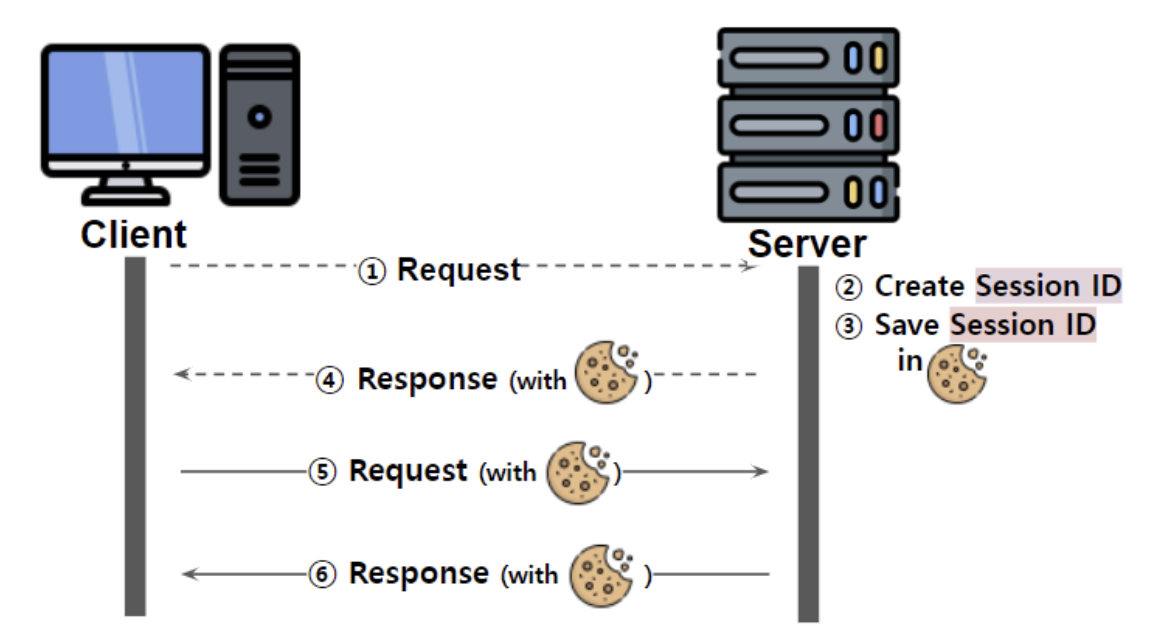 Client
Server
① Request
② Create Session ID
③ Save Session ID
in
④ Response (with )
⑤ Request (with )
⑥ Response (with )